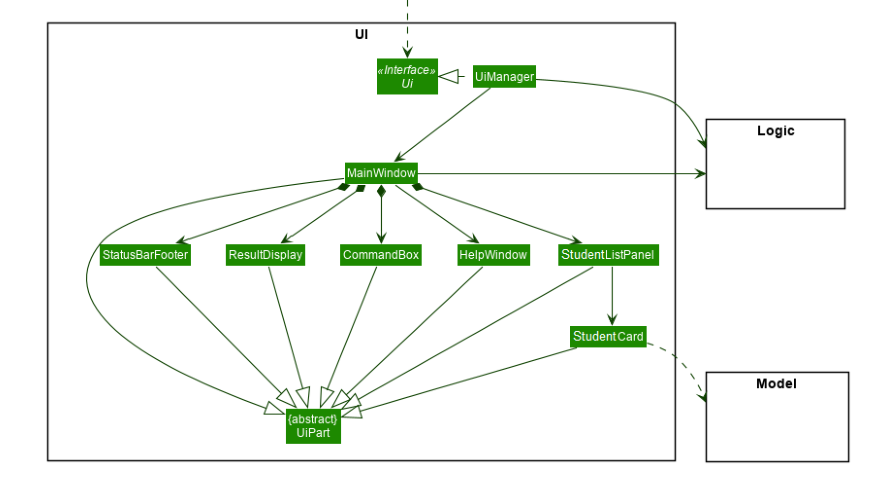 UI
«Interface»
Ui
UiManager
Logic
MainWindow
StatusBarFooter
ResultDisplay
CommandBox
HelpWindow
StudentListPanel
StudentCard
Model
{abstract}
UiPart